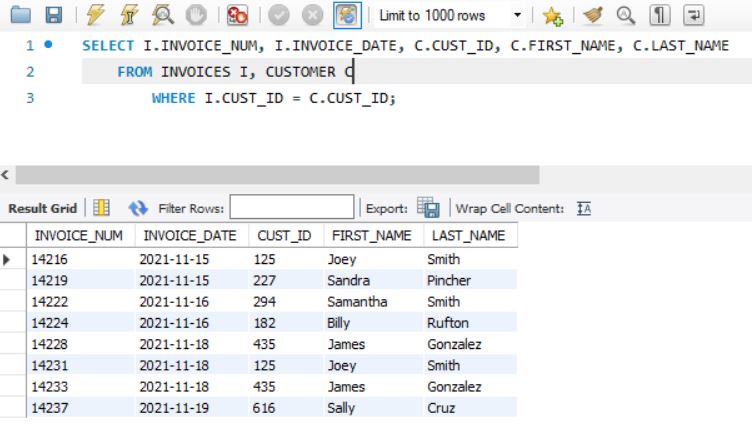 Limit to 1000 rows
1 SELECT I.INVOICE_NUM, I.INVOICE_DATE, C.CUST_ID, C.FIRST_NAME, C.LAST_NAME
2 FROM INVOICES I, CUSTOMER C
3 WHERE I.CUST_ID = C.CUST_ID;
Result Grid Filter Rows: Export: Wrap Cell Content: IA
INVOICE_NUM INVOICE_DATE CUST_ID FIRST_NAME LAST_NAME
14216 2021-11-15 125 Joey Smith
14219 2021-11-15 227 Sandra Pincher
14222 2021-11-16 294 Samantha Smith
14224 2021-11-16 182 Billy Rufton
14228 2021-11-18 435 James Gonzalez
14231 2021-11-18 125 Joey Smith
14233 2021-11-18 435 James Gonzalez
14237 2021-11-19 616 Sally Cruz